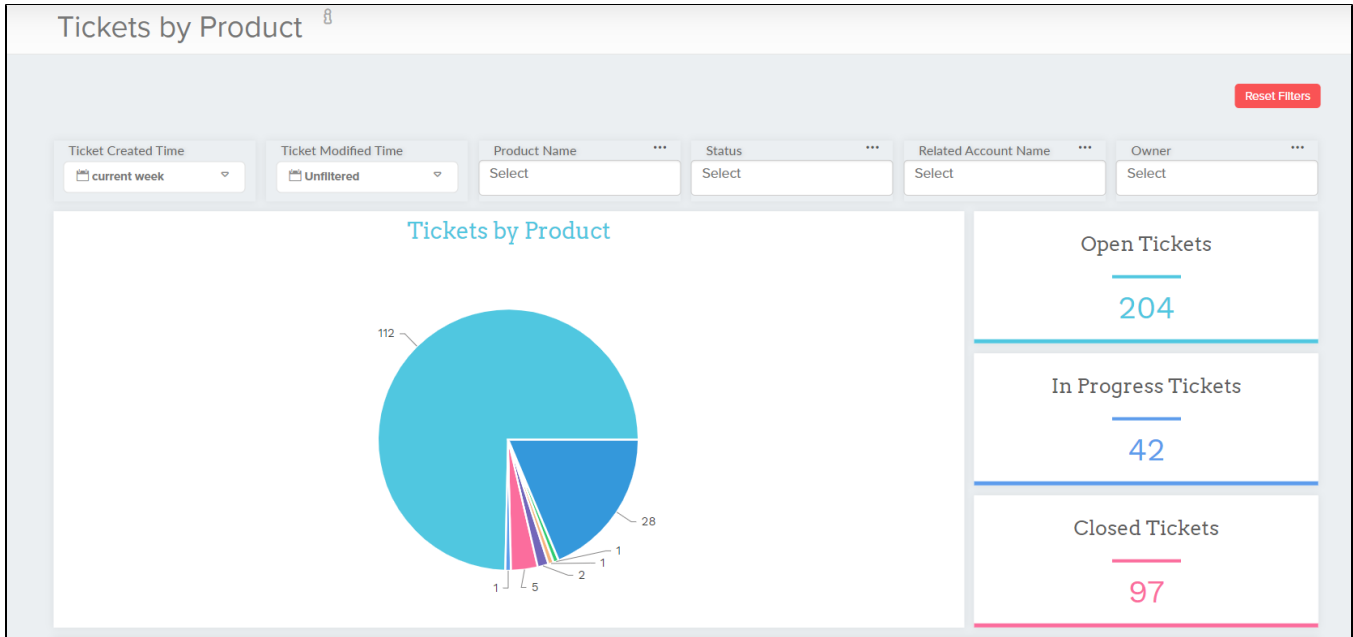 Tickets by Product
Reset Filters
Ticket Created Time
current week
Ticket Modified Time
Unfiltered
Product Name
Select
Status
Select
Related Account Name
Select
Owner
Select
Tickets by Product
112
28
1
1
2
5
1
Open Tickets
204
In Progress Tickets
42
Closed Tickets
97